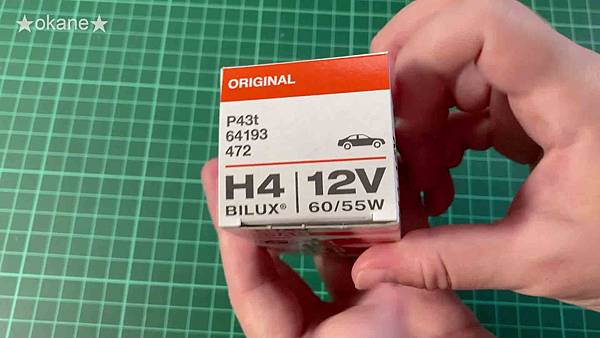 ★okane★
ORIGINAL
P43t
64193
472
H4 | 12V
BILUX® | 60/55W